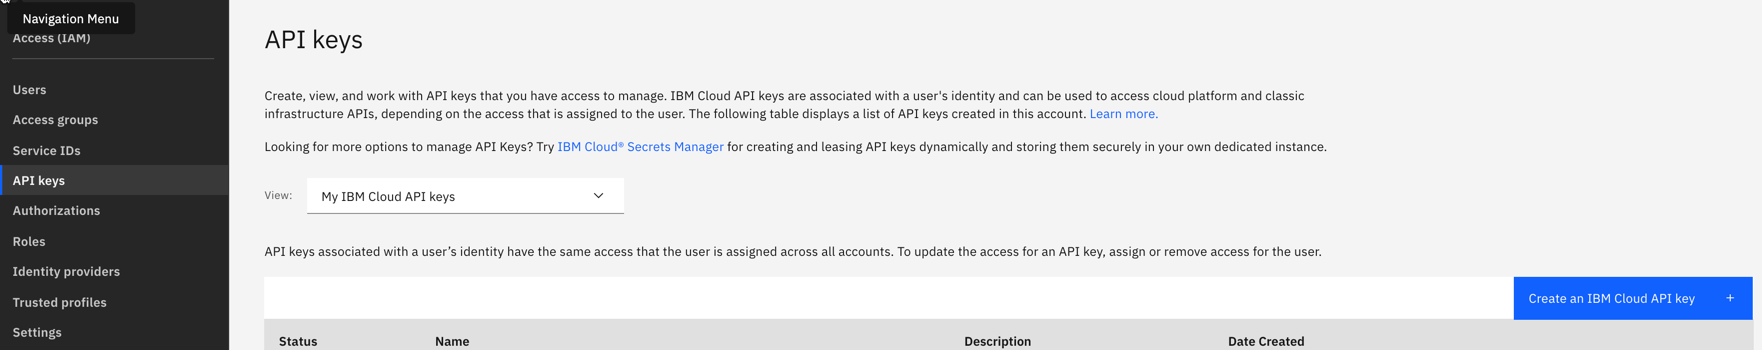 Navigation Menu
Access (IAM)
Users
Access groups
Service IDs
API keys
Authorizations
Roles
Identity providers
Trusted profiles
Settings
API keys
Create, view, and work with API keys that you have access to manage. IBM Cloud API keys are associated with a user's identity and can be used to access cloud platform and classic
infrastructure APIs, depending on the access that is assigned to the user. The following table displays a list of API keys created in this account. Learn more.
Looking for more options to manage API Keys? Try IBM Cloud® Secrets Manager for creating and leasing API keys dynamically and storing them securely in your own dedicated instance.
View: My IBM Cloud API keys
API keys associated with a user’s identity have the same access that the user is assigned across all accounts. To update the access for an API key, assign or remove access for the user.
Create an IBM Cloud API key +
Status Name Description Date Created